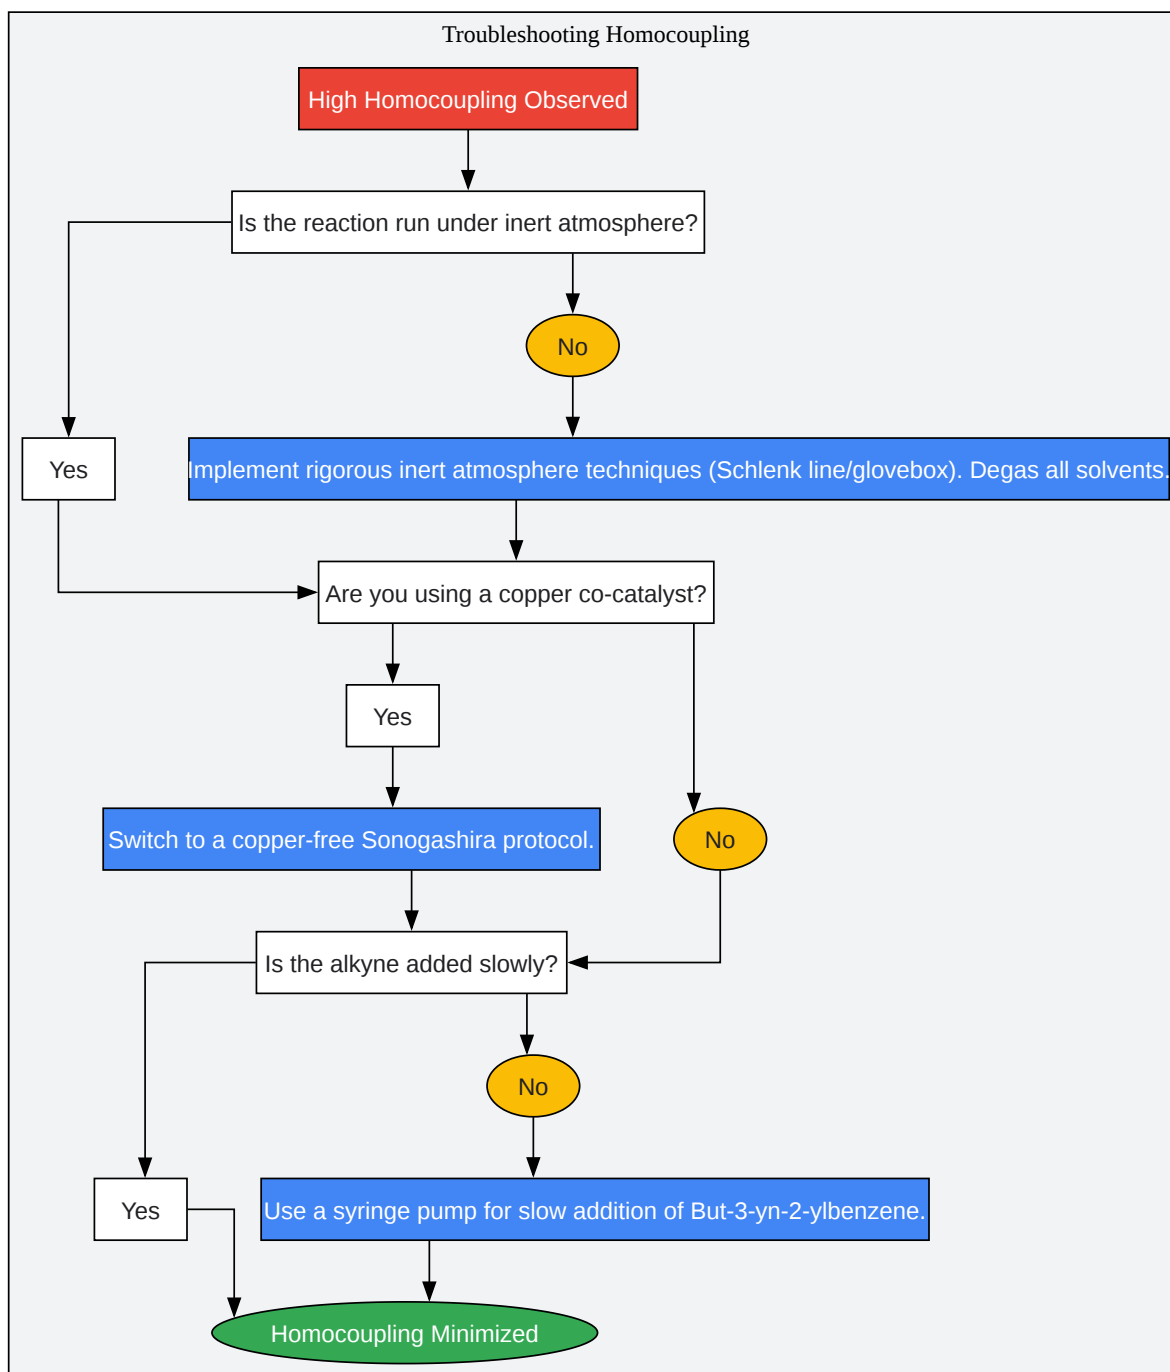 Troubleshooting Homocoupling
High Homocoupling Observed
Is the reaction run under inert atmosphere?
No
Yes
Implement rigorous inert atmosphere techniques (Schlenk line/glovebox). Degas all solvents.
Are you using a copper co-catalyst?
Yes
Switch to a copper-free Sonogashira protocol.
No
Is the alkyne added slowly?
No
Yes
Use a syringe pump for slow addition of But-3-yn-2-ylbenzene.
Homocoupling Minimized